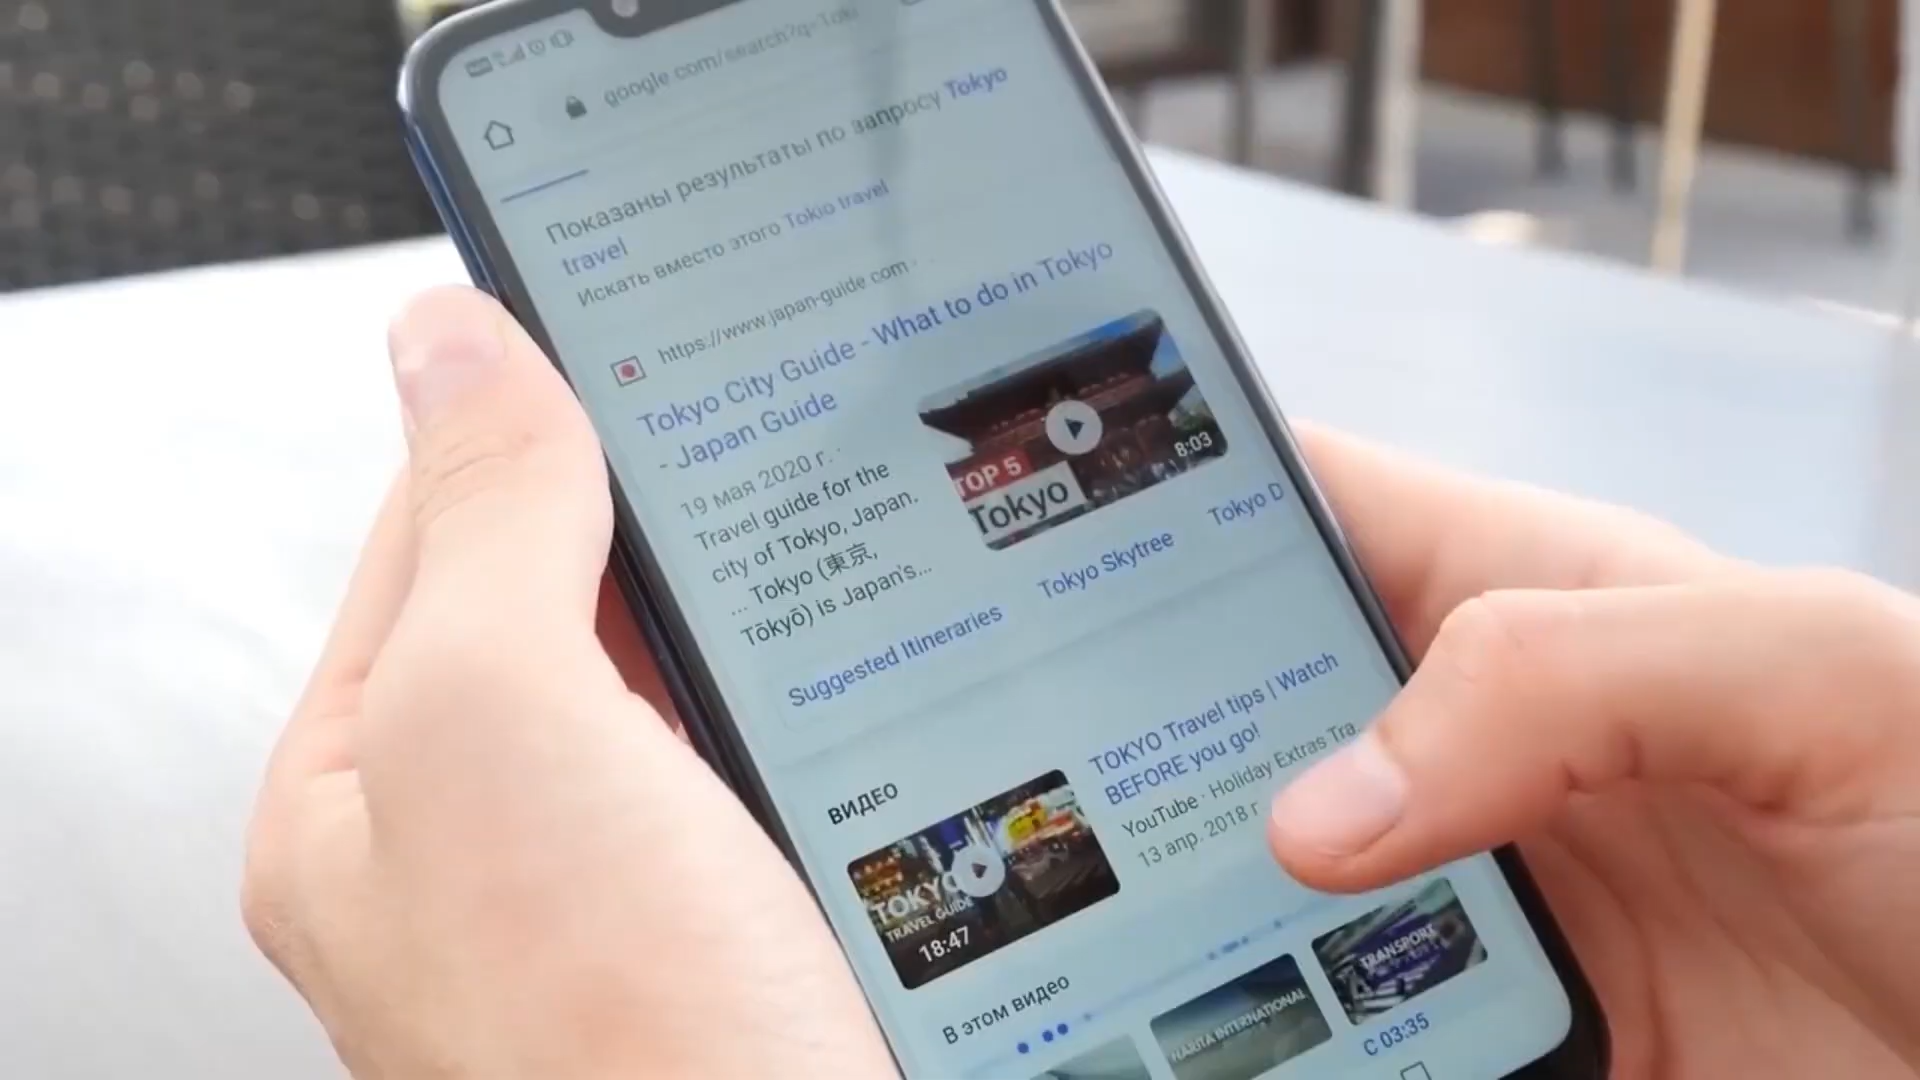 google.com/search?q=Toki
Показаны результаты по запросу Tokyo
travel
Искать вместо этого Tokio travel
https://www.japan-guide.com
Tokyo City Guide - What to do in Tokyo
- Japan Guide
19 мая 2020 г. ·
Travel guide for the
city of Tokyo, Japan.
... Tokyo (東京,
Tōkyō) is Japan's...
TOP 5
Tokyo
8:03
Suggested Itineraries
Tokyo Skytree
Tokyo D
ВИДЕО
TOKYO
TRAVEL GUIDE
18:47
TOKYO Travel tips | Watch
BEFORE you go!
YouTube · Holiday Extras Tra...
13 апр. 2018 г.
В этом видео
NARITA INTERNATIONAL
TRANSPORT
С 03:35